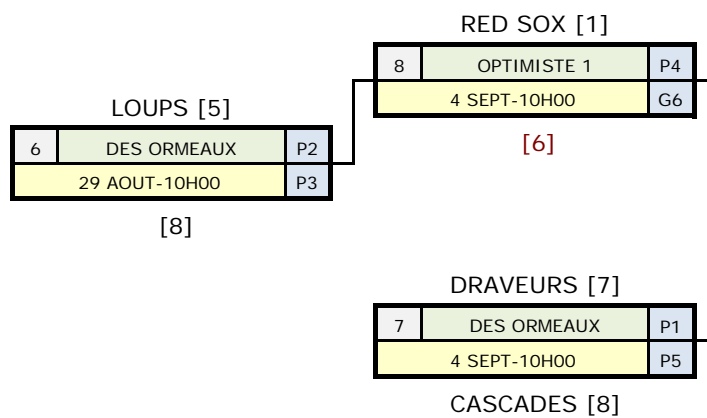 RED SOX [1]
8 OPTIMISTE 1 P4
4 SEPT-10H00 G6
[6]
LOUPS [5]
6 DES ORMEAUX P2
29 AOUT-10H00 P3
[8]
DRAVEURS [7]
7 DES ORMEAUX P1
4 SEPT-10H00 P5
CASCADES [8]